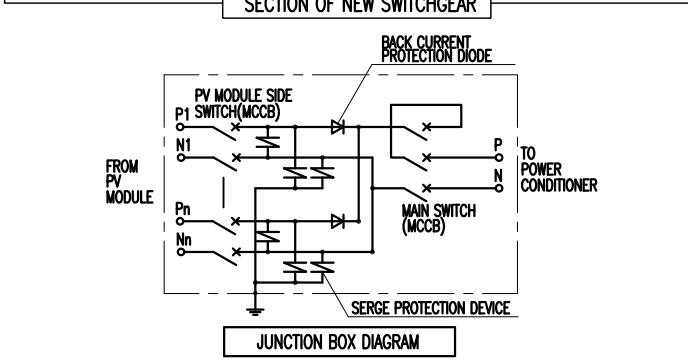 SECTION OF NEW SWITCHGEAR
BACK CURRENT
PROTECTION DIODE
PV MODULE SIDE
SWITCH(MCCB)
P1
N1
FROM
PV
MODULE
Pn
Nn
P
N
TO
POWER
CONDITIONER
MAIN SWITCH
(MCCB)
SERGE PROTECTION DEVICE
JUNCTION BOX DIAGRAM